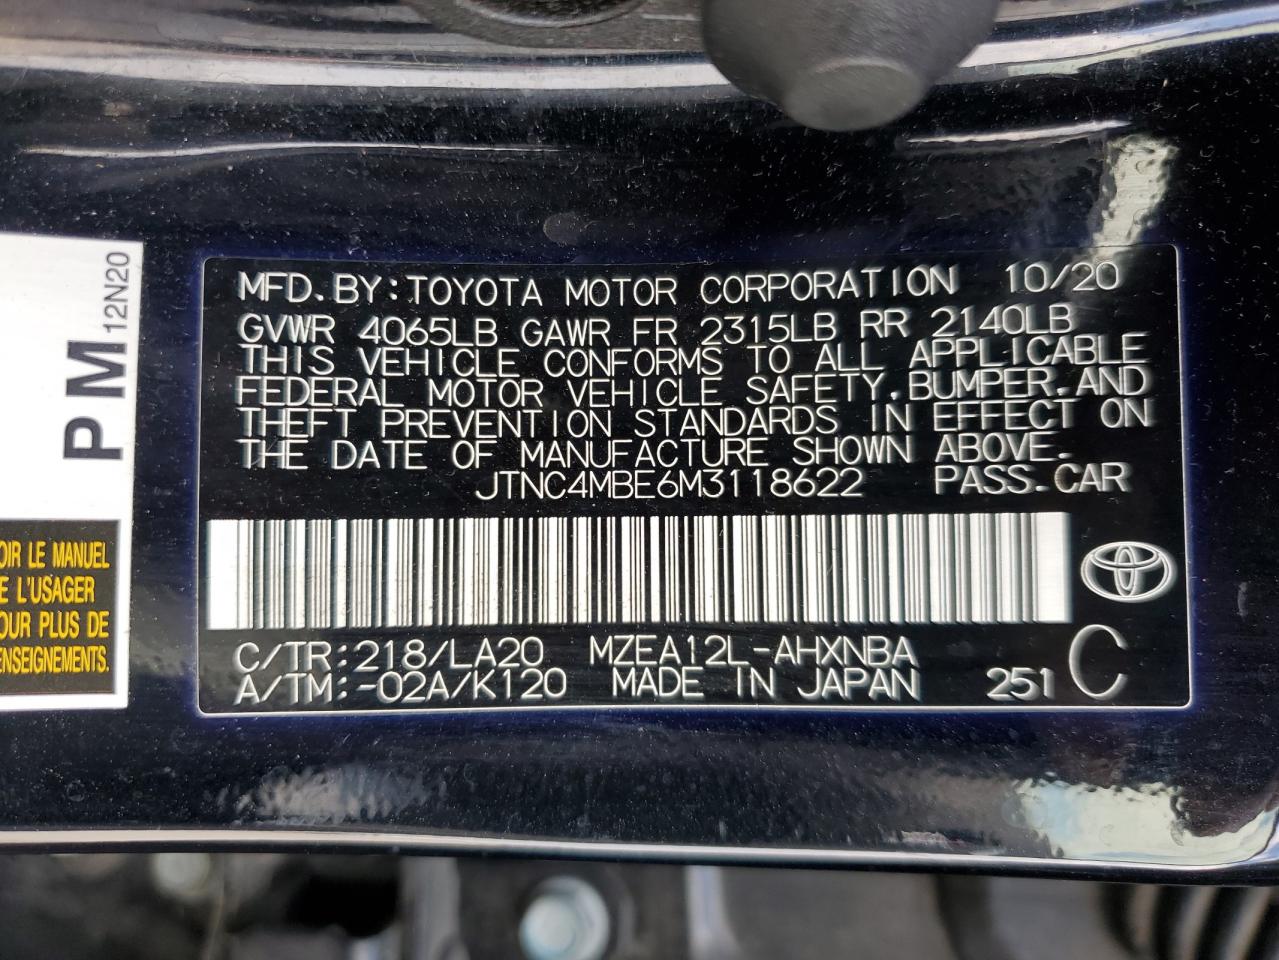 MFD.BY:TOYOTA MOTOR CORPORATION 10/20
GVWR 4065LB GAWR FR 2315LB RR 2140LB
THIS VEHICLE CONFORMS TO ALL APPLICABLE
FEDERAL MOTOR VEHICLE SAFETY,BUMPER,AND
THEFT PREVENTION STANDARDS IN EFFECT ON
THE DATE OF MANUFACTURE SHOWN ABOVE.
JTNC4MBE6M3118622 PASS.CAR
C/TR:218/LA20 MZEA12L-AHXNBA
A/TM:-02A/K120 MADE IN JAPAN 251 C
PM 12N20
OIR LE MANUEL
E L'USAGER
OUR PLUS DE
ENSEIGNEMENTS.